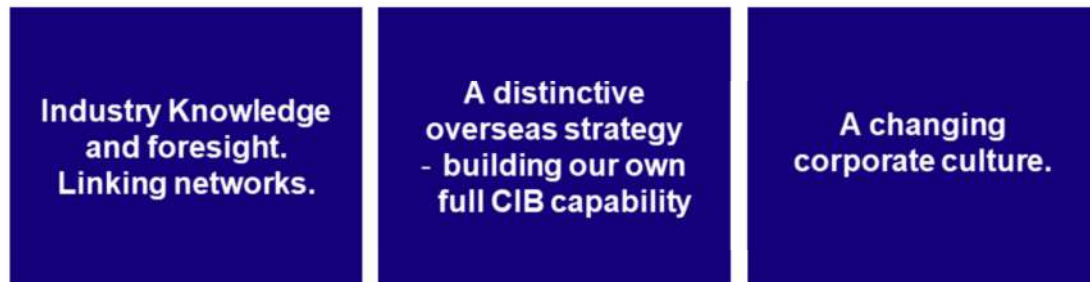 Industry Knowledge
and foresight.
Linking networks.
A distinctive
overseas strategy
- building our own
full CIB capability
A changing
corporate culture.